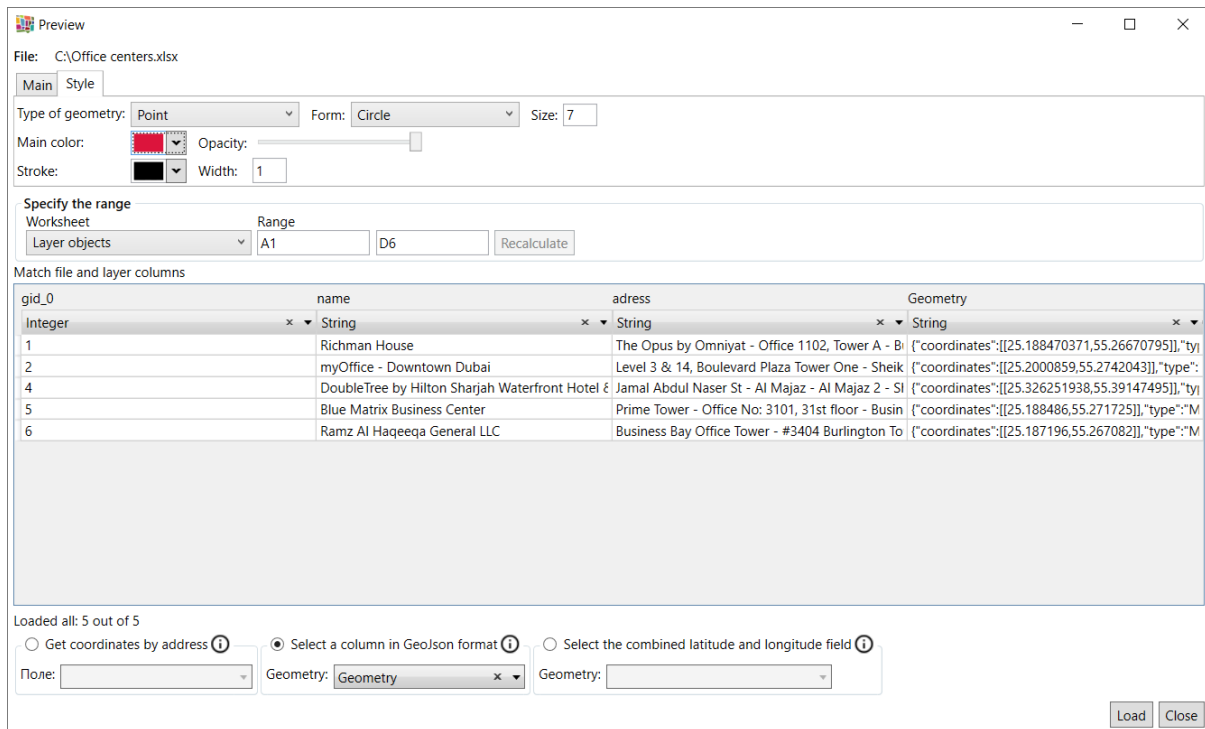 Preview
File: C:\Office centers.xlsx
Main Style
Type of geometry: Point Form: Circle Size: 7
Main color: Opacity:
Stroke: Width: 1
Specify the range
Worksheet Range
Layer objects A1 D6 Recalculate
Match file and layer columns
gid_0 name adress Geometry
Integer String String String
1 Richman House The Opus by Omniyat - Office 1102, Tower A - B {"coordinates":[[25.188470371,55.26670795]],"ty
2 myOffice - Downtown Dubai Level 3 & 14, Boulevard Plaza Tower One - Sheik {"coordinates":[[25.2000859,55.2742043]],"type":
4 DoubleTree by Hilton Sharjah Waterfront Hotel & Jamal Abdul Naser St - Al Majaz - Al Majaz 2 - S {"coordinates":[[25.326251938,55.39147495]],"ty
5 Blue Matrix Business Center Prime Tower - Office No: 3101, 31st floor - Busin {"coordinates":[[25.188486,55.271725]],"type":"M
6 Ramz Al Haqeeqa General LLC Business Bay Office Tower - #3404 Burlington To {"coordinates":[[25.187196,55.267082]],"type":"M
Loaded all: 5 out of 5
Get coordinates by address Select a column in GeoJson format Select the combined latitude and longitude field
Поле: Geometry: Geometry Geometry:
Load Close